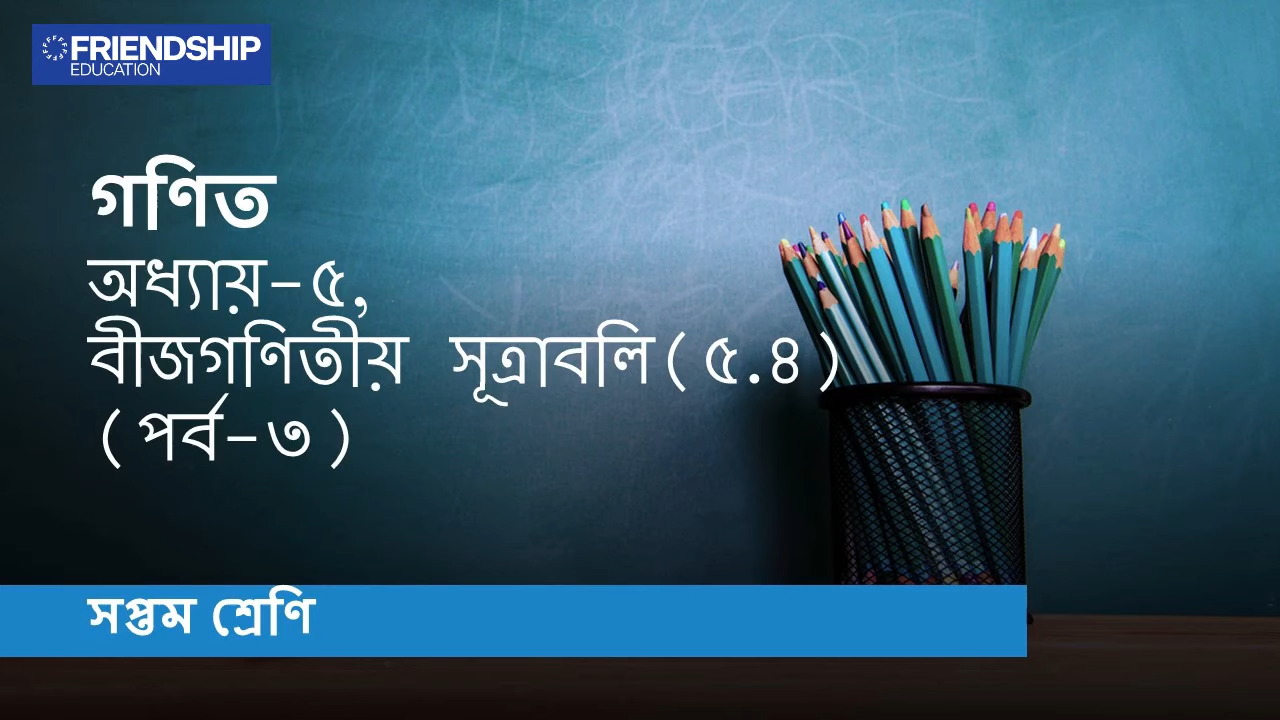 FRIENDSHIP
EDUCATION
গণিত
অধ্যায়-৫,
বীজগণিতীয় সূত্রাবলি(৫.৪)
(পর্ব-৩)
সপ্তম শ্রেণি